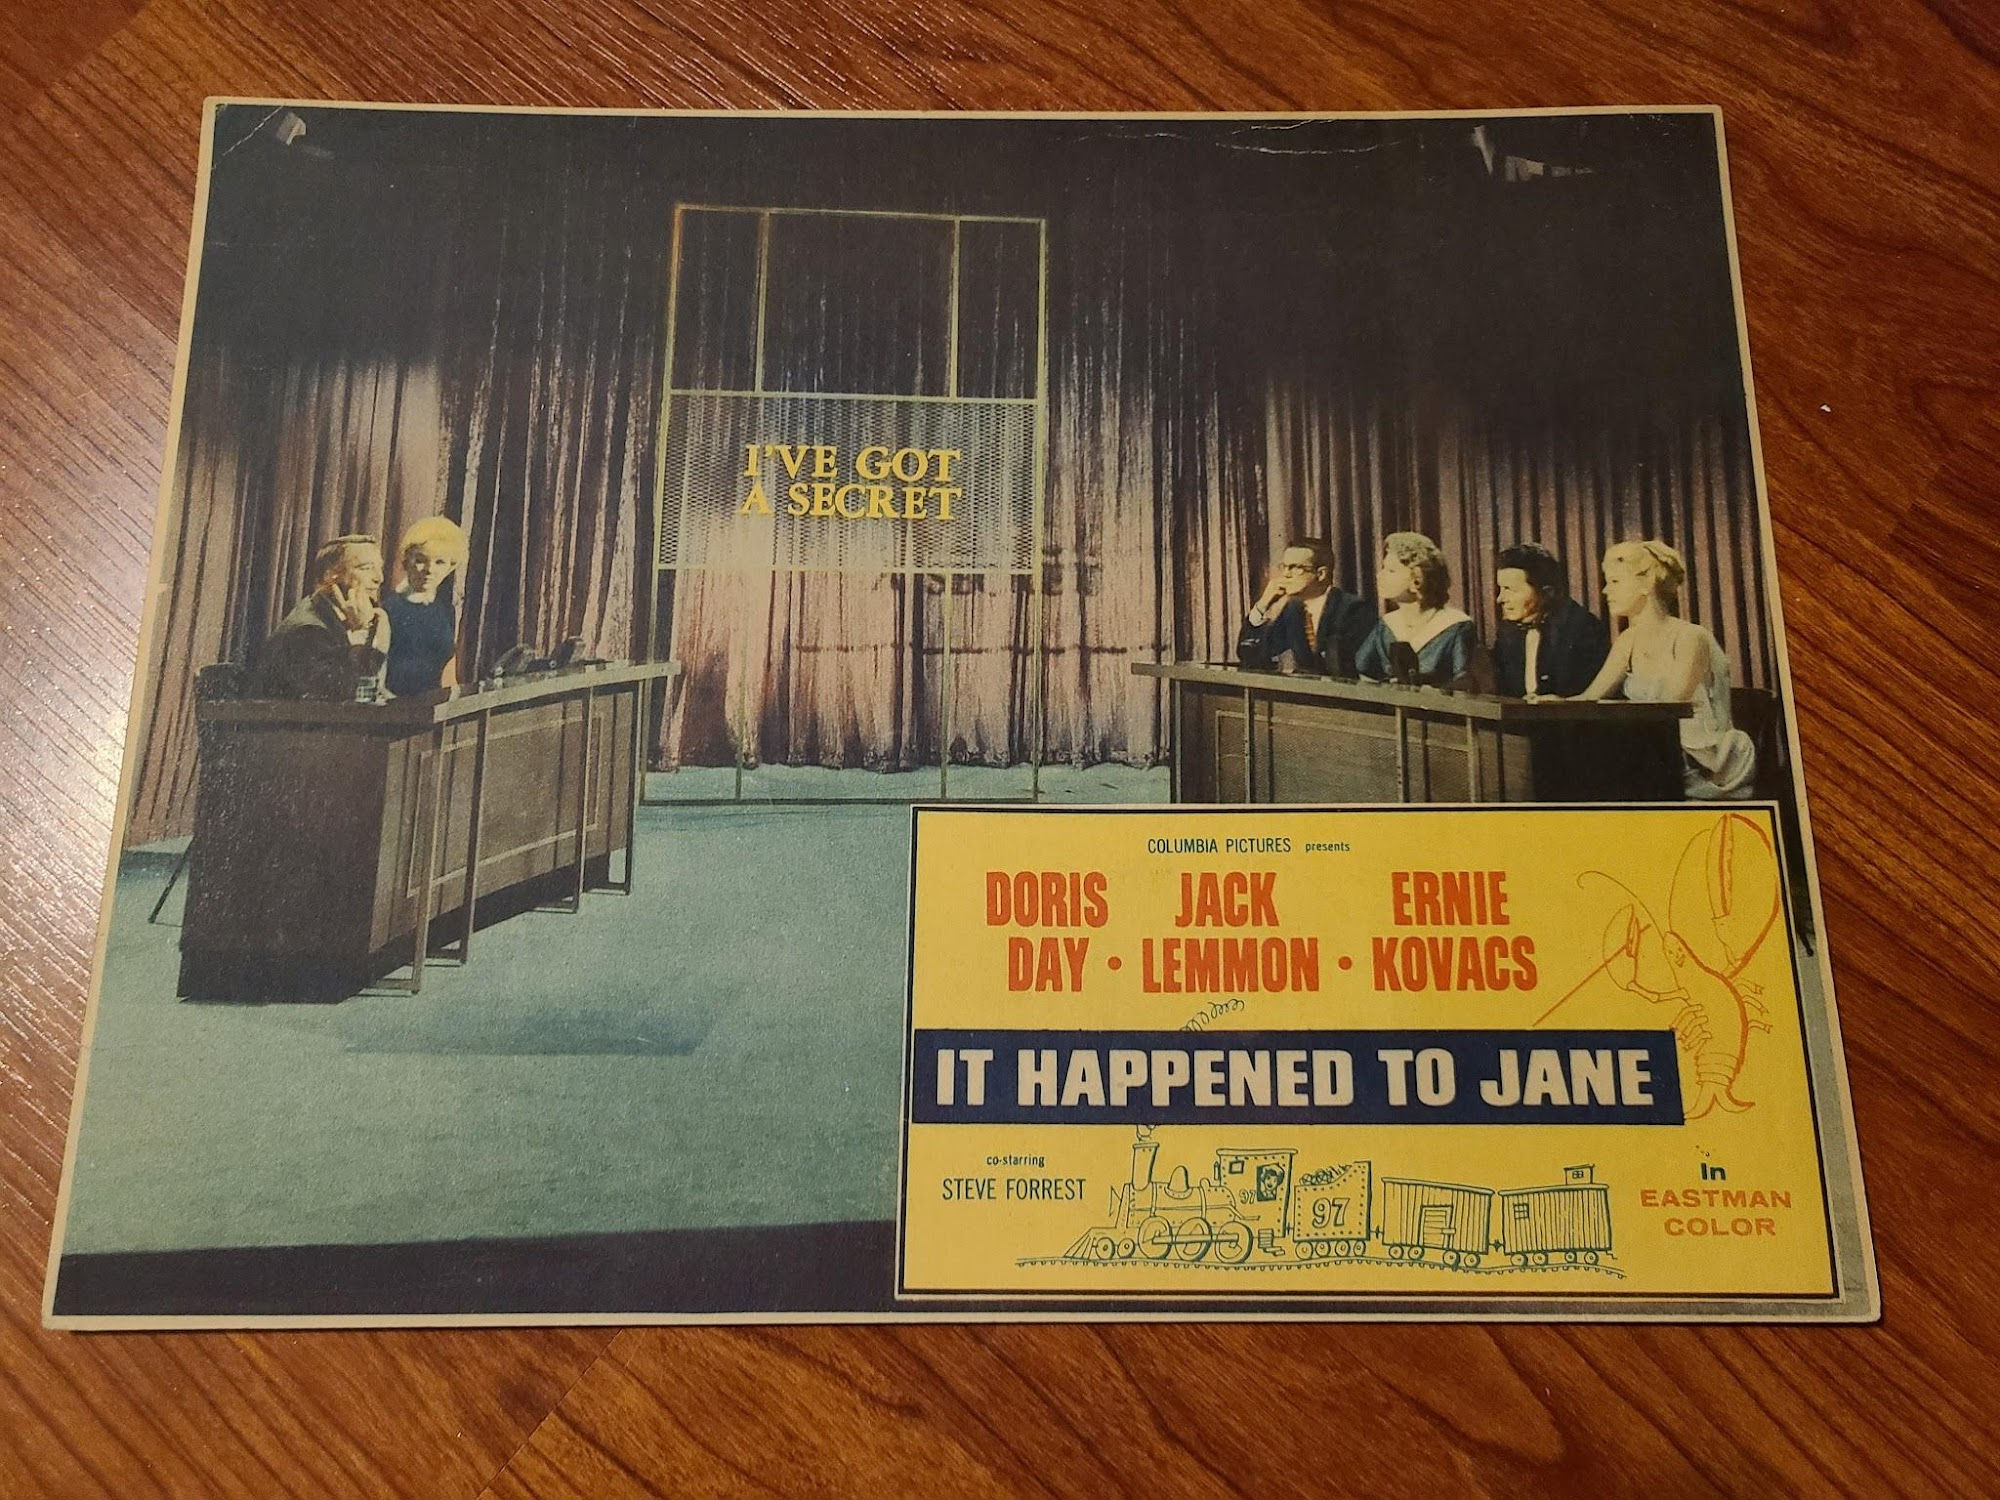 I'VE GOT
A SECRET
COLUMBIA PICTURES presents
DORIS DAY • JACK LEMMON • ERNIE KOVACS
IT HAPPENED TO JANE
co-starring
STEVE FORREST
97
97
In
EASTMAN
COLOR